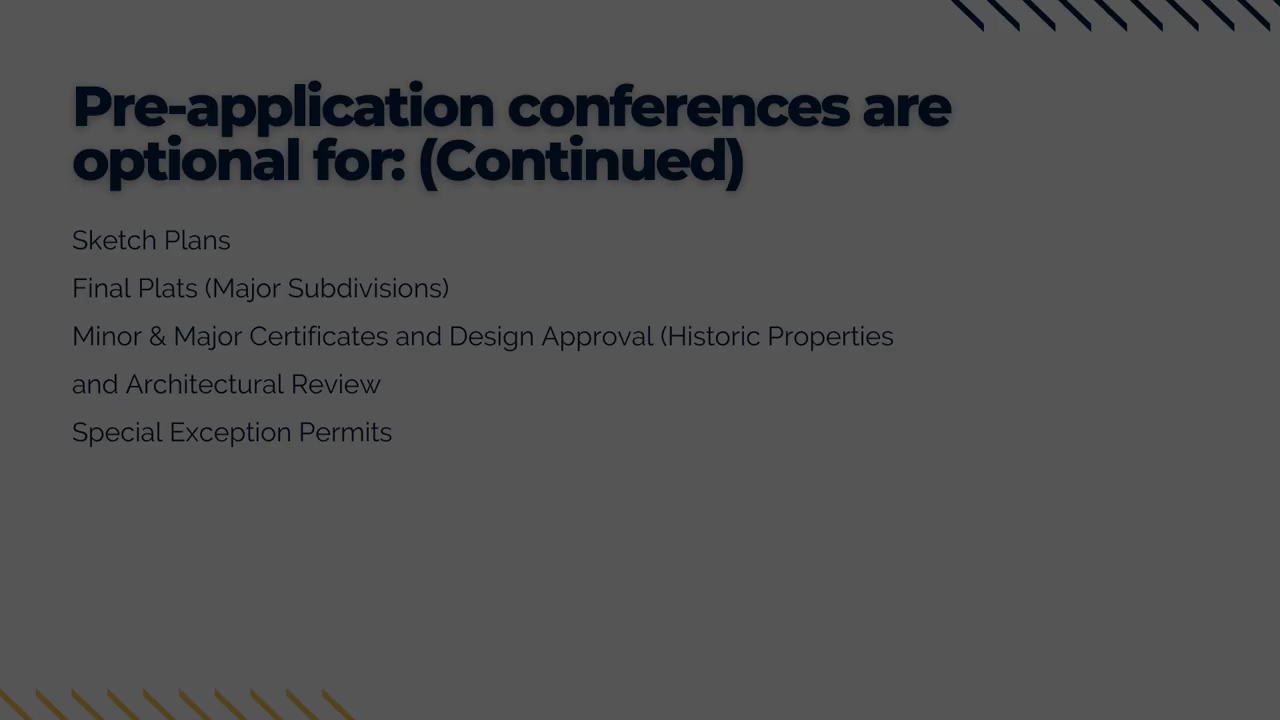 Pre-application conferences are
optional for: (Continued)
Sketch Plans
Final Plats (Major Subdivisions)
Minor & Major Certificates and Design Approval (Historic Properties
and Architectural Review
Special Exception Permits